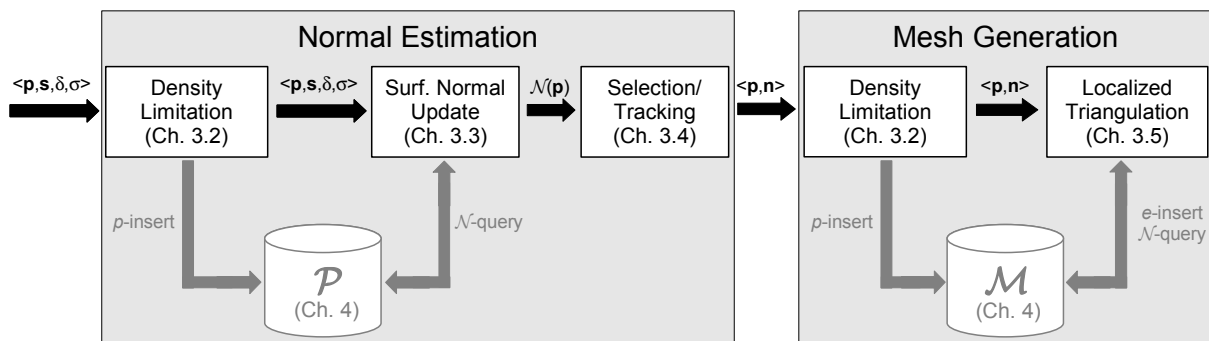 Normal Estimation
<p,s,δ,σ>
Density
Limitation
(Ch. 3.2)
<p,s,δ,σ>
Surf. Normal
Update
(Ch. 3.3)
𝒩(p)
Selection/
Tracking
(Ch. 3.4)
<p,n>
p-insert
𝒩-query
𝒫
(Ch. 4)
Mesh Generation
Density
Limitation
(Ch. 3.2)
<p,n>
Localized
Triangulation
(Ch. 3.5)
p-insert
e-insert
𝒩-query
ℳ
(Ch. 4)